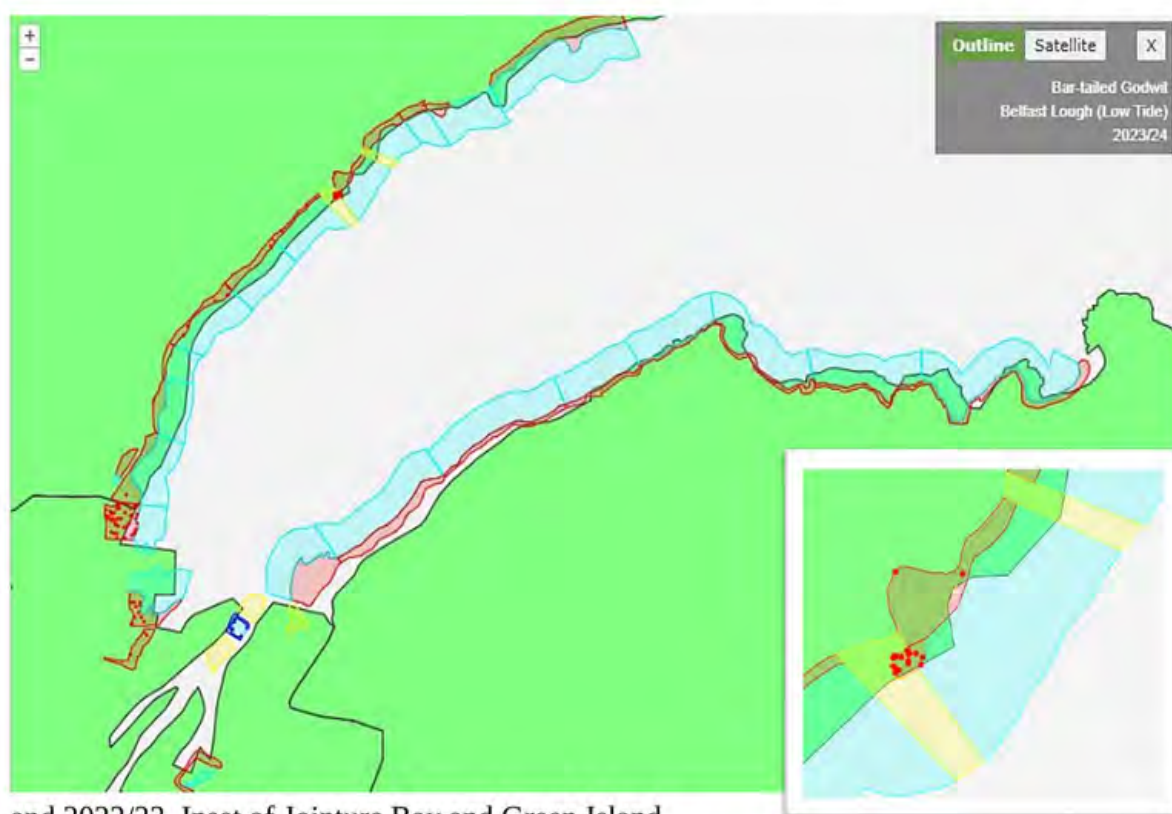 +
−
Outline Satellite X
Bar-tailed Godwit
Belfast Lough (Low Tide)
2023/24
and 2022/23. Inset of Jointure Bay and Green Island